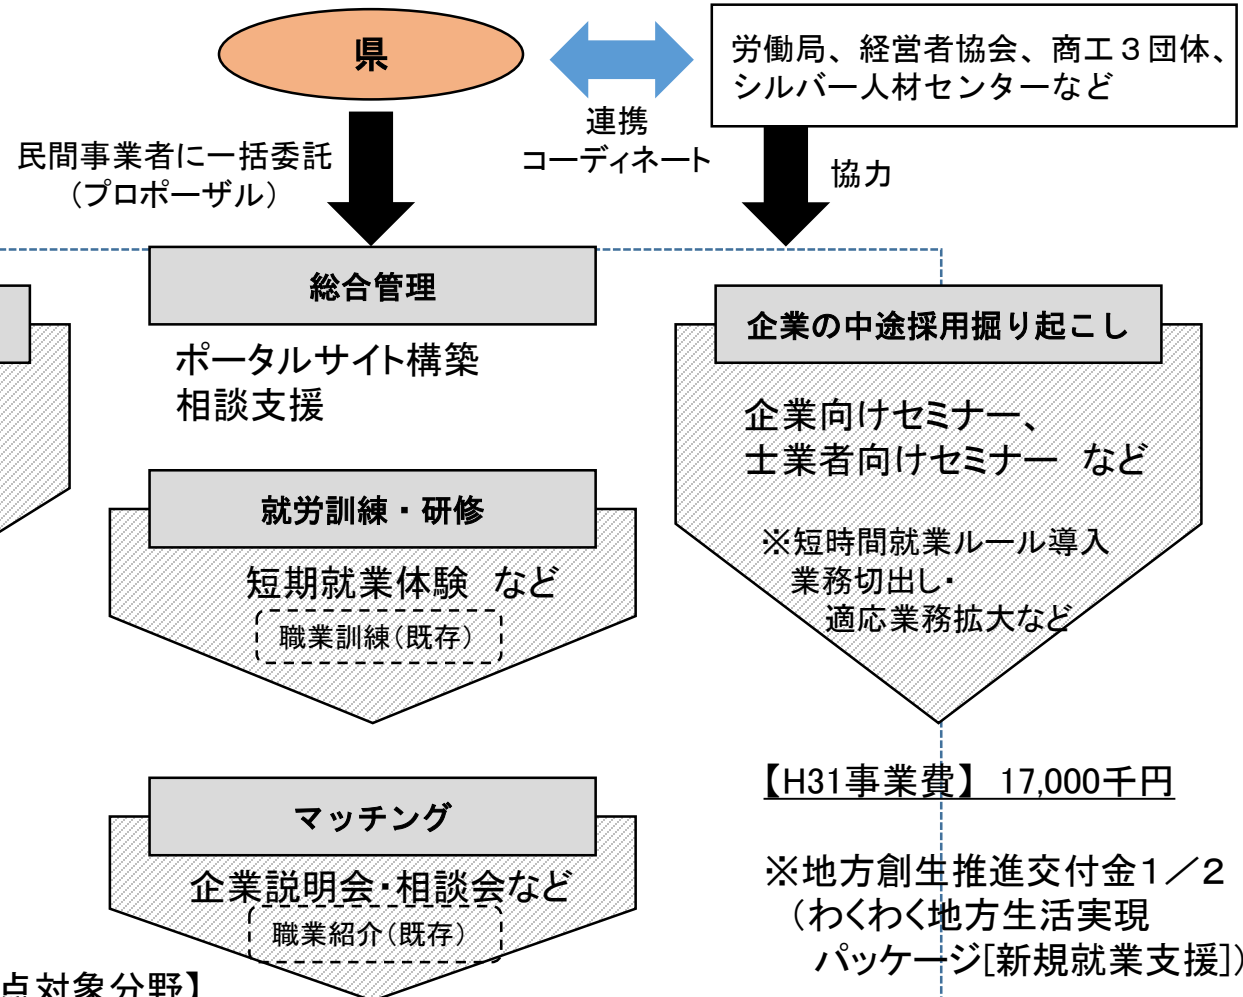 県
労働局、経営者協会、商工３団体、
シルバー人材センターなど
連携
コーディネート
民間事業者に一括委託
（プロポーザル）
協力
総合管理
ポータルサイト構築
相談支援
企業の中途採用掘り起こし
企業向けセミナー、
士業者向けセミナー など
※短時間就業ルール導入
業務切出し・
適応業務拡大など
就労訓練・研修
短期就業体験 など
職業訓練（既存）
マッチング
企業説明会・相談会など
職業紹介（既存）
【H31事業費】 17,000千円
※地方創生推進交付金１／２
（わくわく地方生活実現
パッケージ[新規就業支援]）
点対象分野】